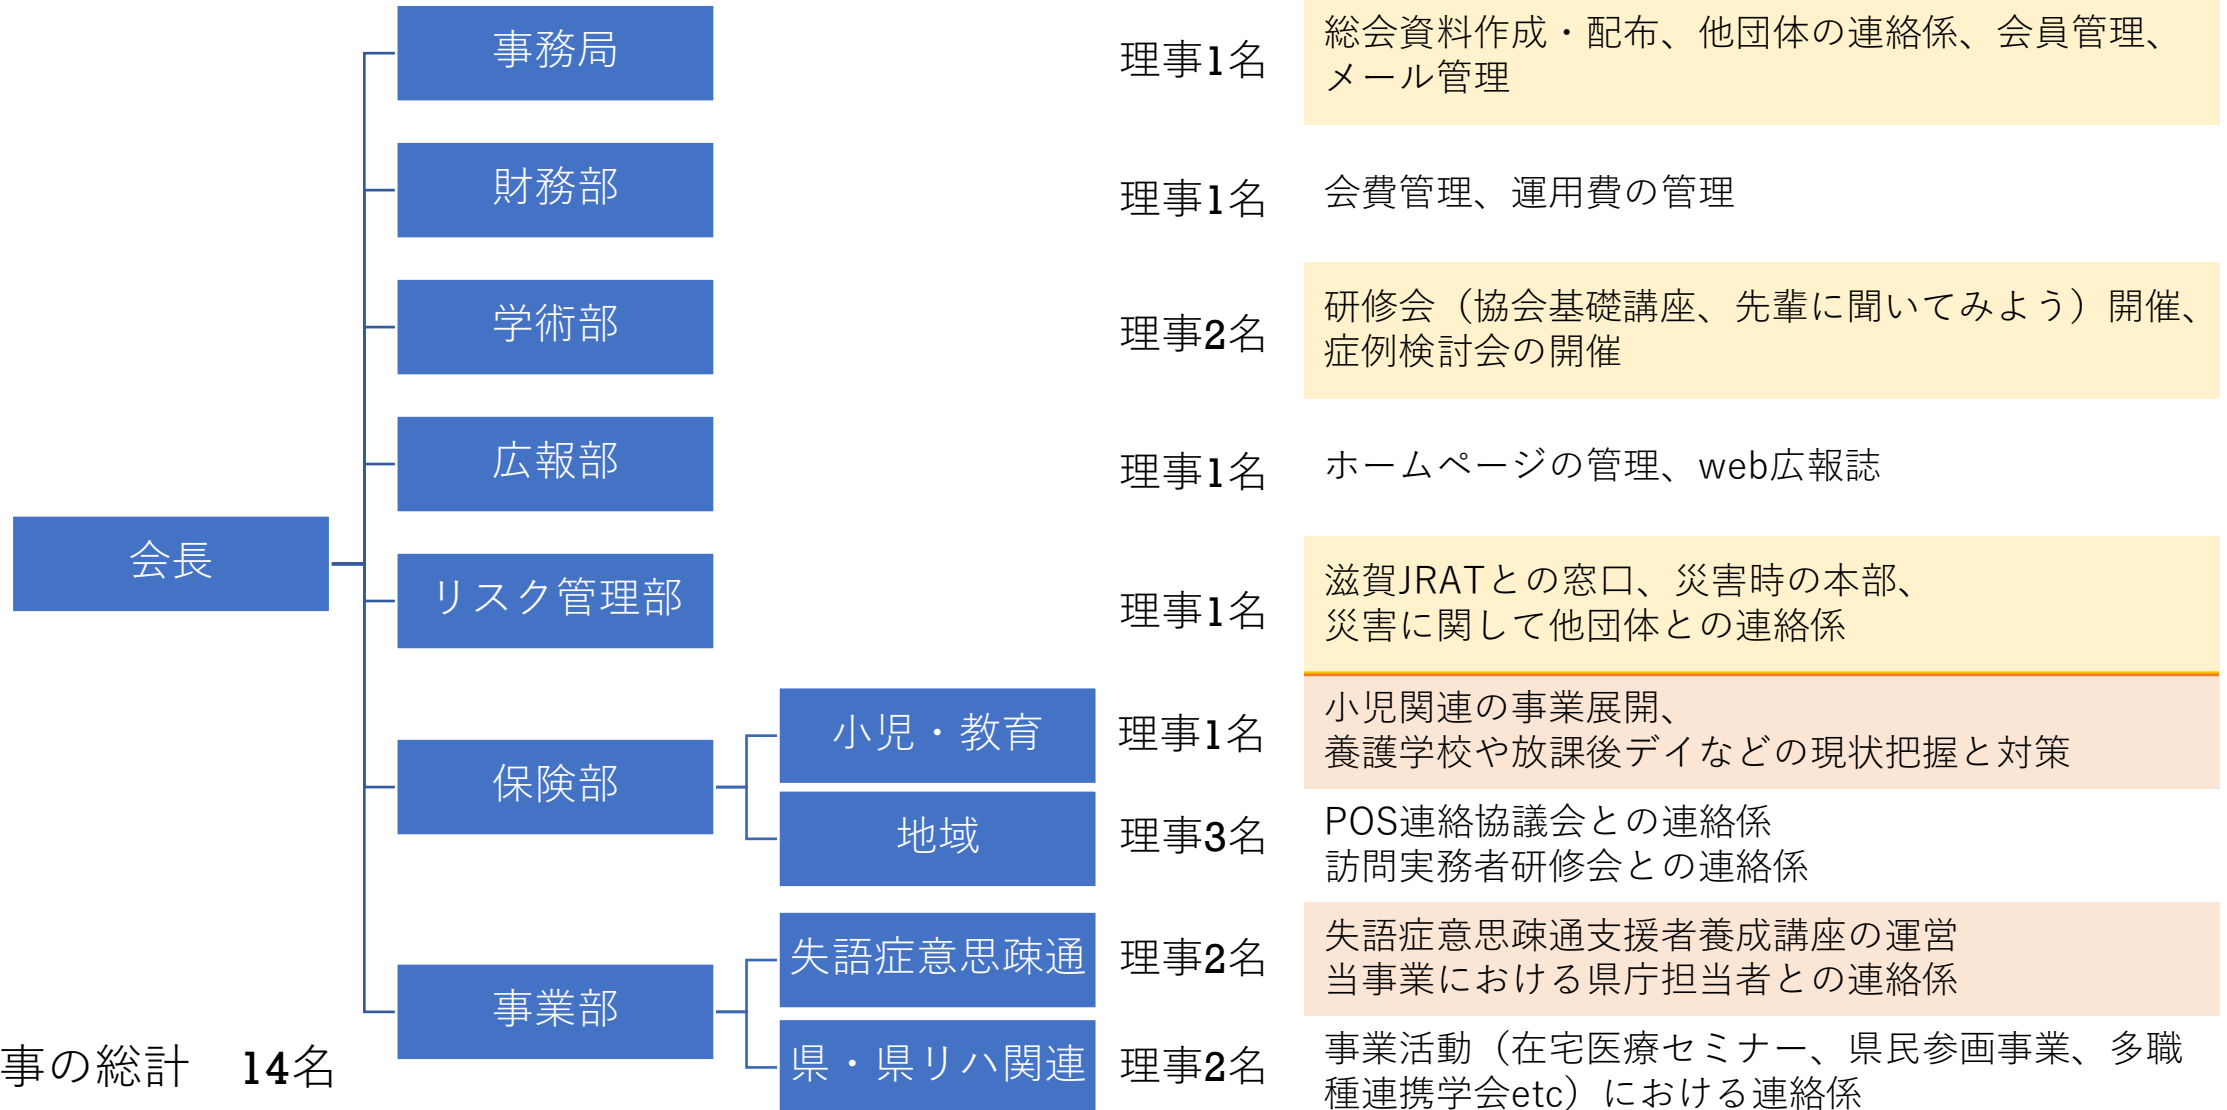 事務局
理事1名
総会資料作成・配布、他団体の連絡係、会員管理、
メール管理
財務部
理事1名
会費管理、運用費の管理
学術部
理事2名
研修会（協会基礎講座、先輩に聞いてみよう）開催、
症例検討会の開催
広報部
理事1名
ホームページの管理、web広報誌
会長
リスク管理部
理事1名
滋賀JRATとの窓口、災害時の本部、
災害に関して他団体との連絡係
保険部
小児・教育
理事1名
小児関連の事業展開、
養護学校や放課後デイなどの現状把握と対策
地域
理事3名
POS連絡協議会との連絡係
訪問実務者研修会との連絡係
事業部
失語症意思疎通
理事2名
失語症意思疎通支援者養成講座の運営
当事業における県庁担当者との連絡係
県・県リハ関連
理事2名
事業活動（在宅医療セミナー、県民参画事業、多職
種連携学会etc）における連絡係
事の総計　14名